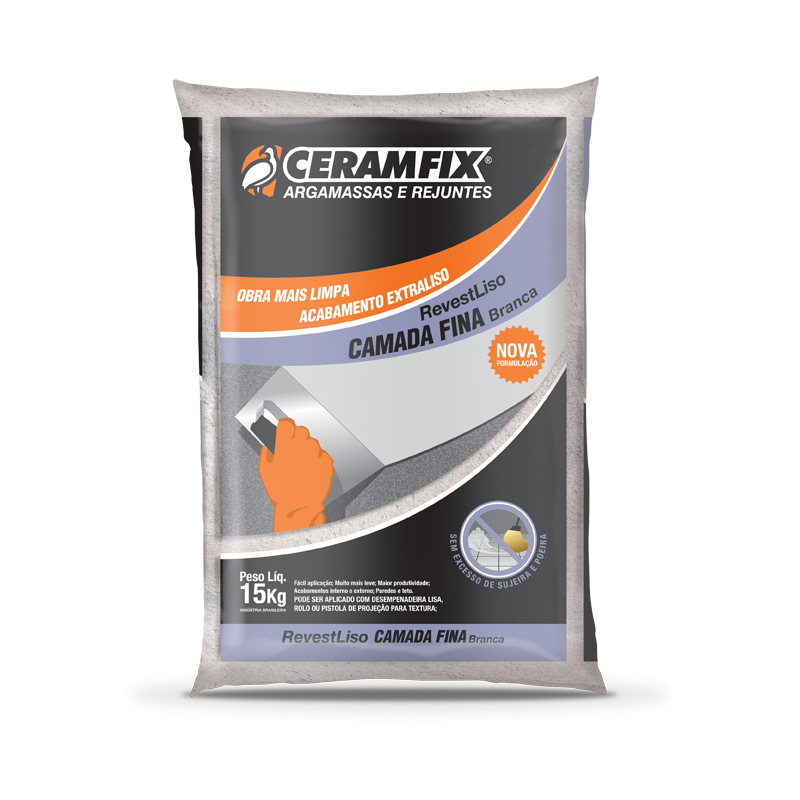 CERAMFIX®
ARGAMASSAS E REJUNTES
OBRA MAIS LIMPA
ACABAMENTO EXTRALISO
RevestLiso
CAMADA FINA Branca
NOVA
FORMULAÇÃO
SEM EXCESSO DE SUJEIRA E POEIRA
Peso Líq.
15Kg
INDÚSTRIA BRASILEIRA
Fácil aplicação; Muito mais leve; Maior produtividade;
Acabamentos interno e externo; Paredes e teto.
PODE SER APLICADO COM DESEMPENADEIRA LISA,
ROLO OU PISTOLA DE PROJEÇÃO PARA TEXTURA;
RevestLiso CAMADA FINA Branca